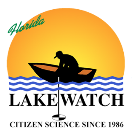 Florida
LAKEWATCH
CITIZEN SCIENCE SINCE 1986